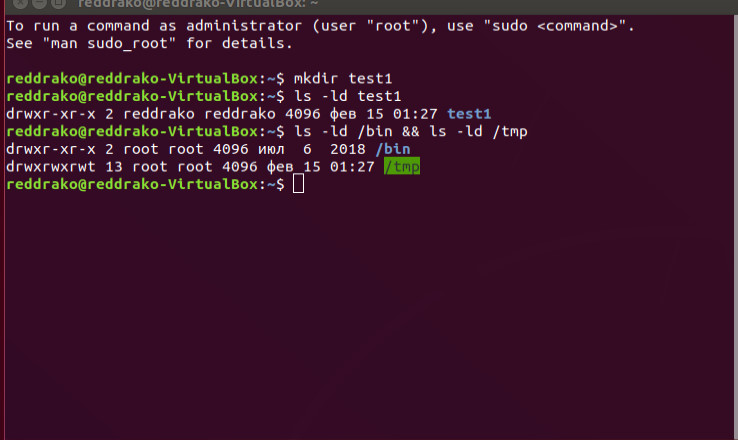 reddrako@reddrako-VirtualBox: ~
To run a command as administrator (user "root"), use "sudo <command>".
See "man sudo_root" for details.
reddrako@reddrako-VirtualBox:~$ mkdir test1
reddrako@reddrako-VirtualBox:~$ ls -ld test1
drwxr-xr-x 2 reddrako reddrako 4096 фев 15 01:27 test1
reddrako@reddrako-VirtualBox:~$ ls -ld /bin && ls -ld /tmp
drwxr-xr-x 2 root root 4096 июл  6  2018 /bin
drwxrwxrwt 13 root root 4096 фев 15 01:27 /tmp
reddrako@reddrako-VirtualBox:~$